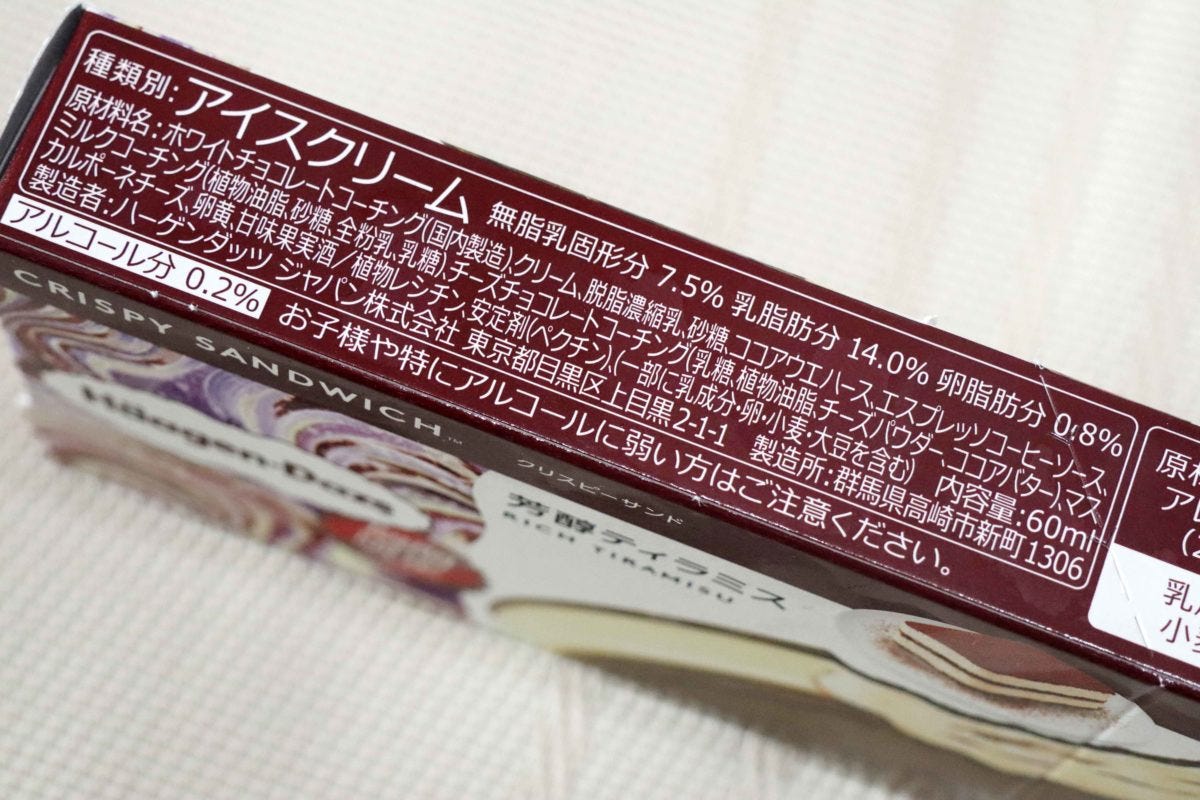 種類別:アイスクリーム 無脂乳固形分 7.5% 乳脂肪分 14.0% 卵脂肪分 0.8%
原材料名:ホワイトチョコレートコーチング(国内製造)、クリーム、脱脂濃縮乳、砂糖、ココアウエハース、エスプレッソコーヒーソース、
ミルクコーチング(植物油脂、砂糖、全粉乳、乳糖)、チーズチョコレートコーチング(乳糖、植物油脂、チーズパウダー、ココアバター)、マス
カルポーネチーズ、卵黄、甘味果実酒/植物レシチン、安定剤(ペクチン)、(一部に乳成分・卵・小麦・大豆を含む) 内容量:60ml
製造者:ハーゲンダッツ ジャパン株式会社 東京都目黒区上目黒2-1-1 製造所:群馬県高崎市新町1306
アルコール分 0.2% お子様や特にアルコールに弱い方はご注意ください。
CRISPY SANDWICH™ クリスピーサンド
Häagen-Dazs
芳醇ティラミス
RICH TIRAMISU